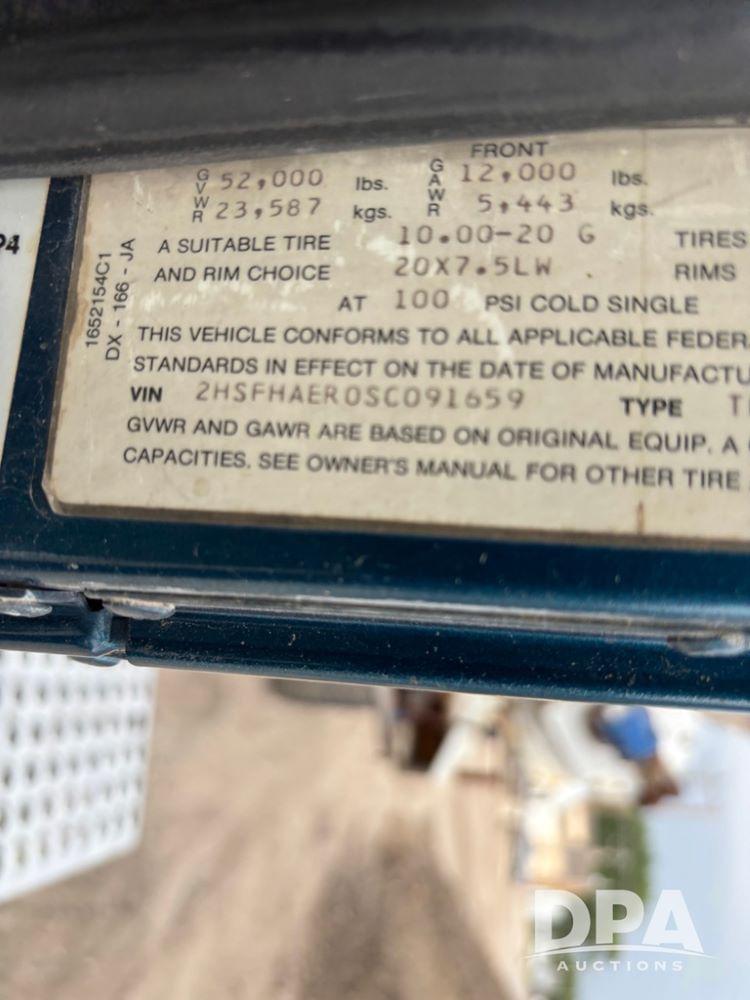 FRONT
GVWR 52,000 lbs. GAWR 12,000 lbs.
23,587 kgs. 5,443 kgs.
94
A SUITABLE TIRE 10.00-20 G TIRES
AND RIM CHOICE 20X7.5LW . RIMS
AT 100 PSI COLD SINGLE
THIS VEHICLE CONFORMS TO ALL APPLICABLE FEDER
STANDARDS IN EFFECT ON THE DATE OF MANUFACTU
VIN 2HSFHAER0SC091659 TYPE T
GVWR AND GAWR ARE BASED ON ORIGINAL EQUIP. A
CAPACITIES. SEE OWNER'S MANUAL FOR OTHER TIRE
1652154C1
DX - 166 - JA
DPA
AUCTIONS